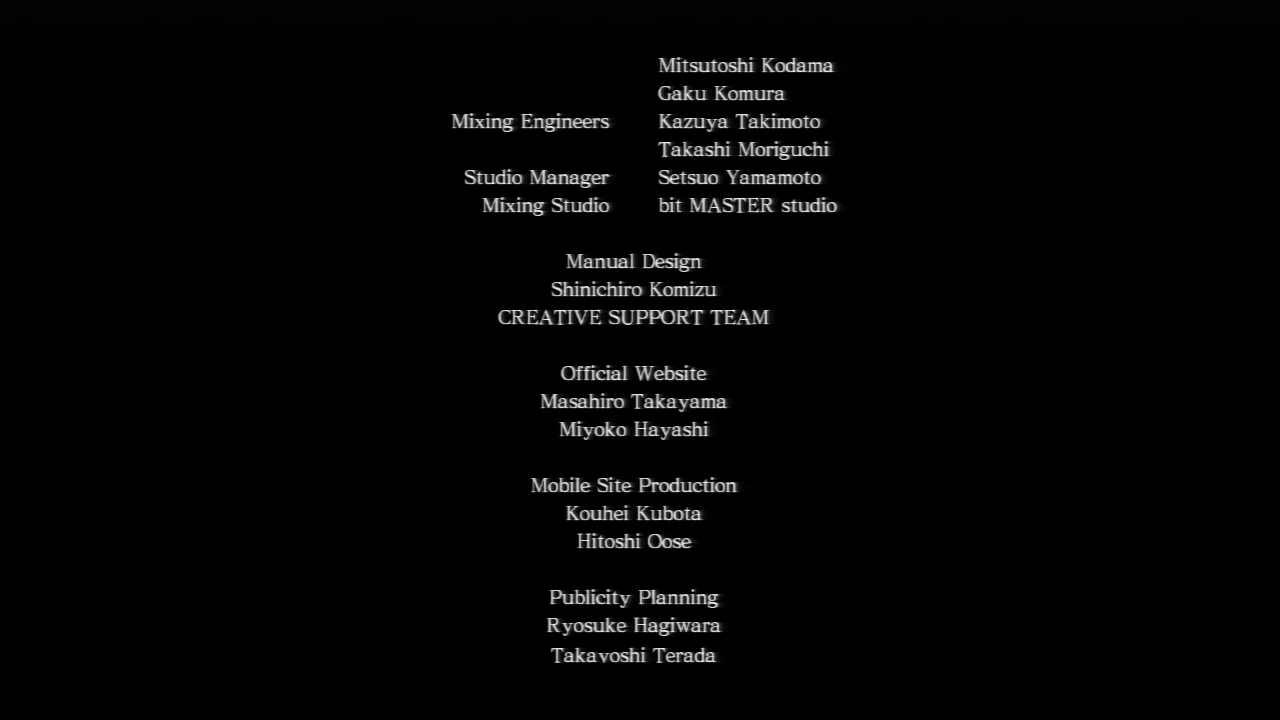 Mitsutoshi Kodama
Gaku Komura
Mixing Engineers Kazuya Takimoto
Takashi Moriguchi
Studio Manager Setsuo Yamamoto
Mixing Studio bit MASTER studio
Manual Design
Shinichiro Komizu
CREATIVE SUPPORT TEAM
Official Website
Masahiro Takayama
Miyoko Hayashi
Mobile Site Production
Kouhei Kubota
Hitoshi Oose
Publicity Planning
Ryosuke Hagiwara
Takayoshi Terada